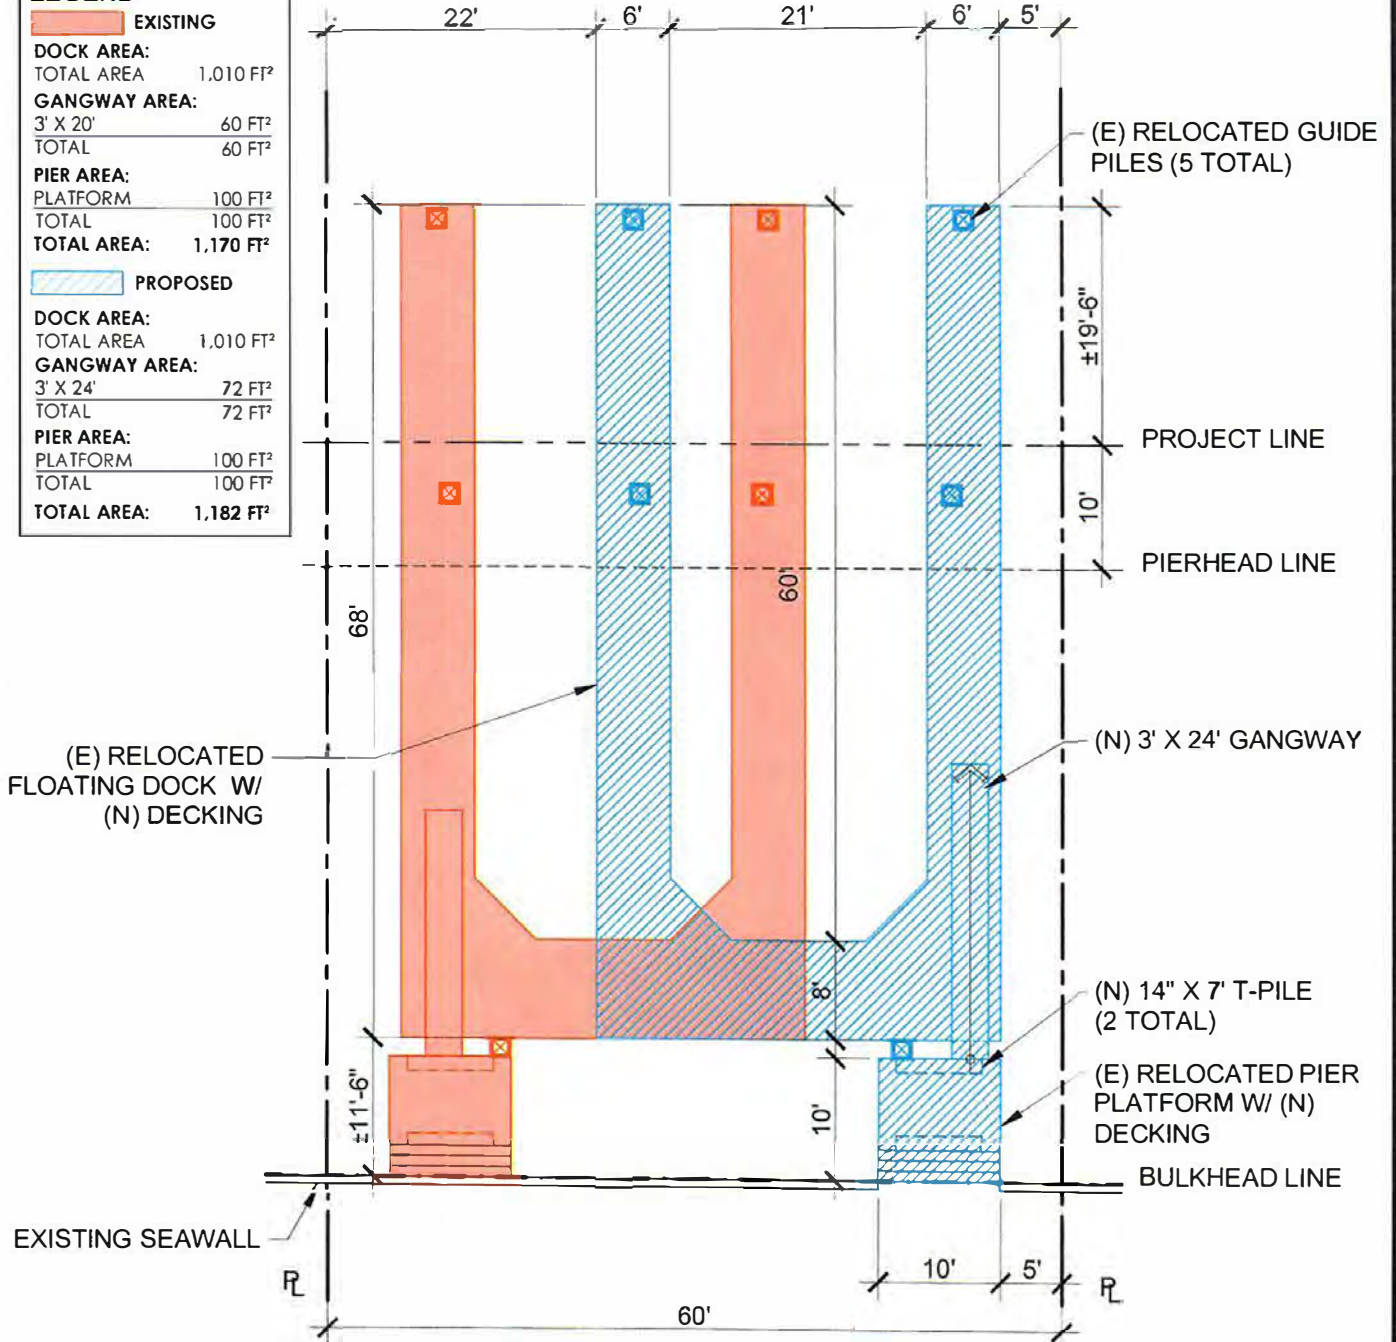 EXISTING
DOCK AREA:
TOTAL AREA 1,010 FT²
GANGWAY AREA:
3' X 20' 60 FT²
TOTAL 60 FT²
PIER AREA:
PLATFORM 100 FT²
TOTAL 100 FT²
TOTAL AREA: 1,170 FT²
PROPOSED
DOCK AREA:
TOTAL AREA 1,010 FT²
GANGWAY AREA:
3' X 24' 72 FT²
TOTAL 72 FT²
PIER AREA:
PLATFORM 100 FT²
TOTAL 100 FT²
TOTAL AREA: 1,182 FT²
22' 6' 21' 6' 5'
(E) RELOCATED GUIDE
PILES (5 TOTAL)
±19'-6"
PROJECT LINE
10'
PIERHEAD LINE
68'
60'
(E) RELOCATED
FLOATING DOCK W/
(N) DECKING
(N) 3' X 24' GANGWAY
8'
(N) 14" X 7' T-PILE
(2 TOTAL)
±11'-6"
10'
(E) RELOCATED PIER
PLATFORM W/ (N)
DECKING
BULKHEAD LINE
EXISTING SEAWALL
10' 5'
PL PL
60'